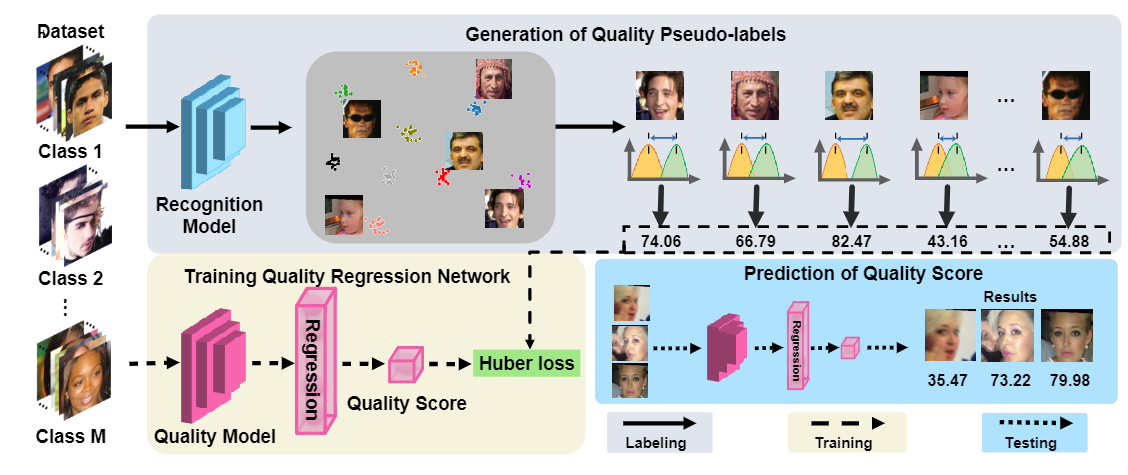 Dataset
Class 1
Class 2
Class M
Generation of Quality Pseudo-labels
Recognition
Model
...
...
74.06 66.79 82.47 43.16 ... 54.88
Training Quality Regression Network
Regression
Quality Model
Quality Score
Huber loss
Prediction of Quality Score
Regression
Results
35.47 73.22 79.98
Labeling
Training
Testing